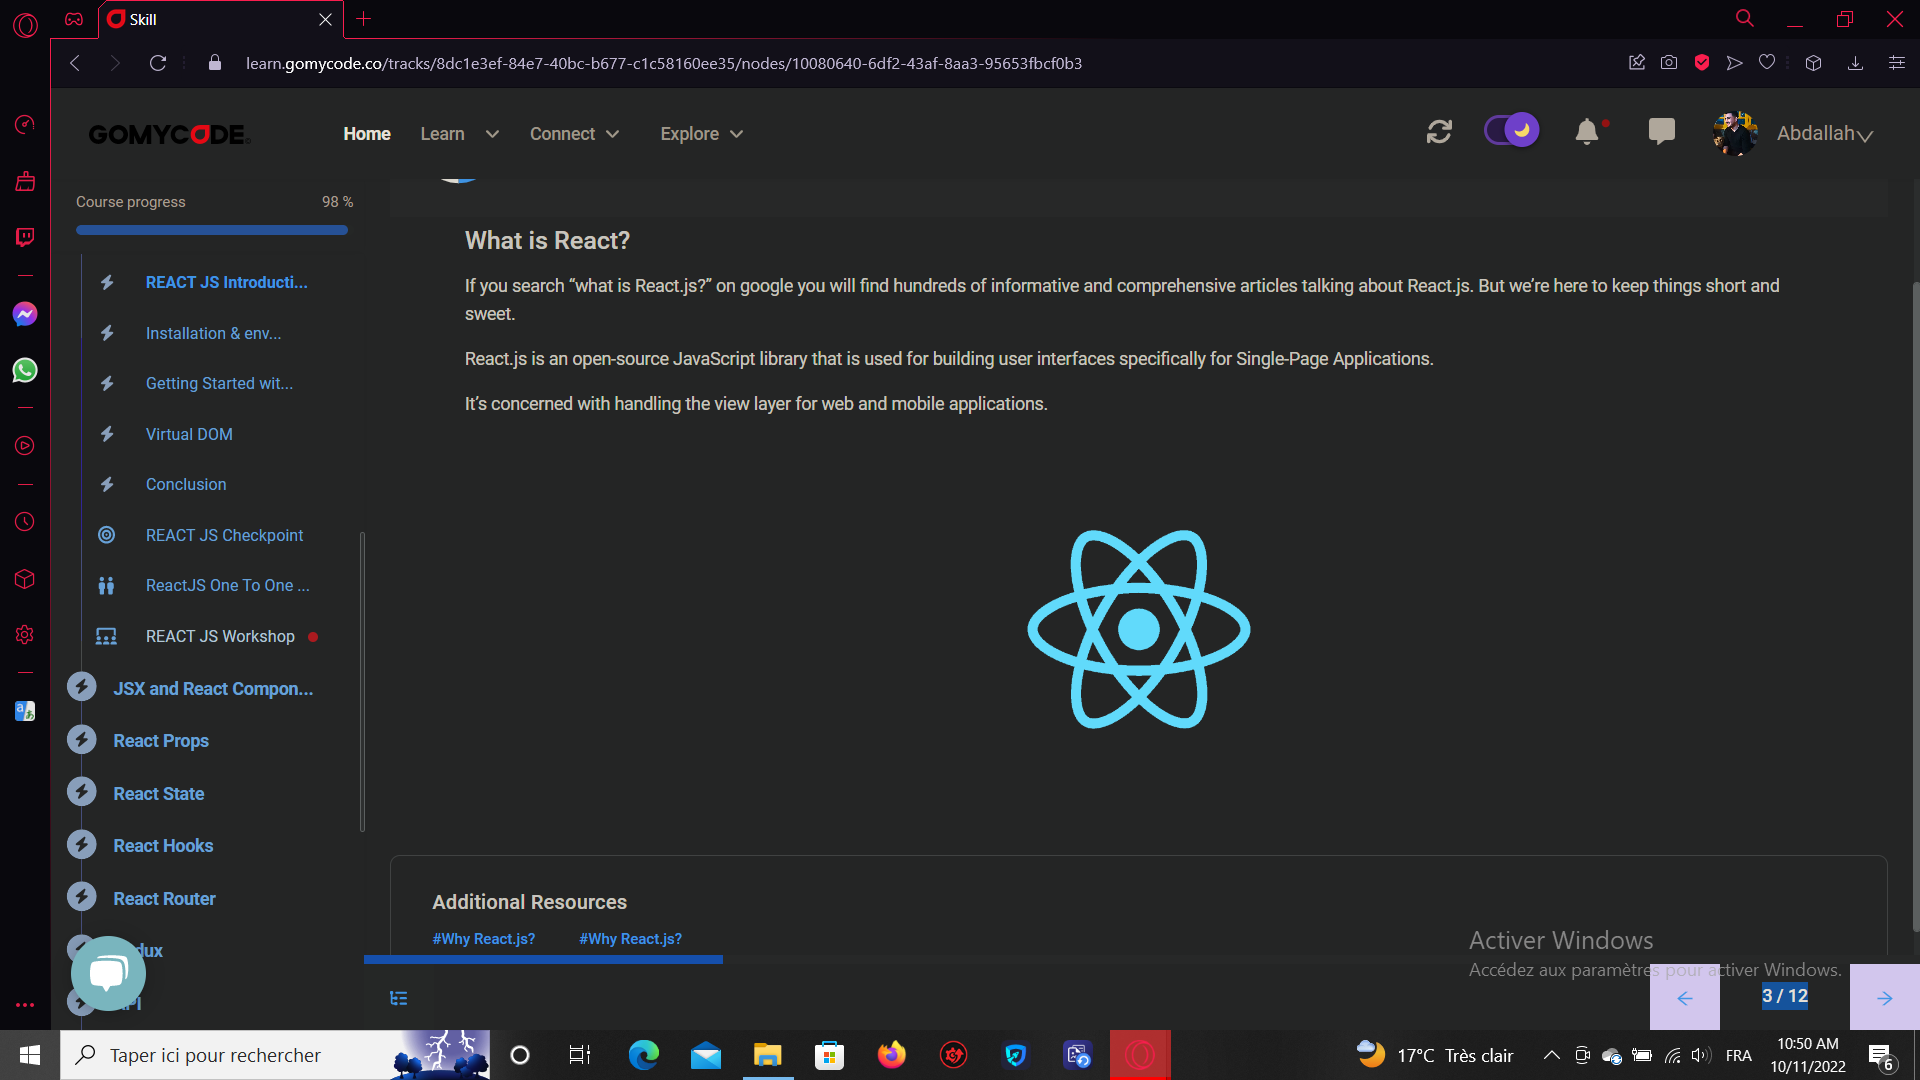 Skill
learn.gomycode.co/tracks/8dc1e3ef-84e7-40bc-b677-c1c58160ee35/nodes/10080640-6df2-43af-8aa3-95653fbcf0b3
GOMYCODE
Home
Learn
Connect
Explore
Abdallah
Course progress
98 %
REACT JS Introducti...
Installation & env...
Getting Started wit...
Virtual DOM
Conclusion
REACT JS Checkpoint
ReactJS One To One ...
REACT JS Workshop
JSX and React Compon...
React Props
React State
React Hooks
React Router
dux
PI
What is React?
If you search “what is React.js?” on google you will find hundreds of informative and comprehensive articles talking about React.js. But we’re here to keep things short and
sweet.
React.js is an open-source JavaScript library that is used for building user interfaces specifically for Single-Page Applications.
It’s concerned with handling the view layer for web and mobile applications.
Additional Resources
#Why React.js?
#Why React.js?
Activer Windows
Accédez aux paramètres pour activer Windows.
3 / 12
Taper ici pour rechercher
17°C Très clair
FRA
10:50 AM
10/11/2022
6